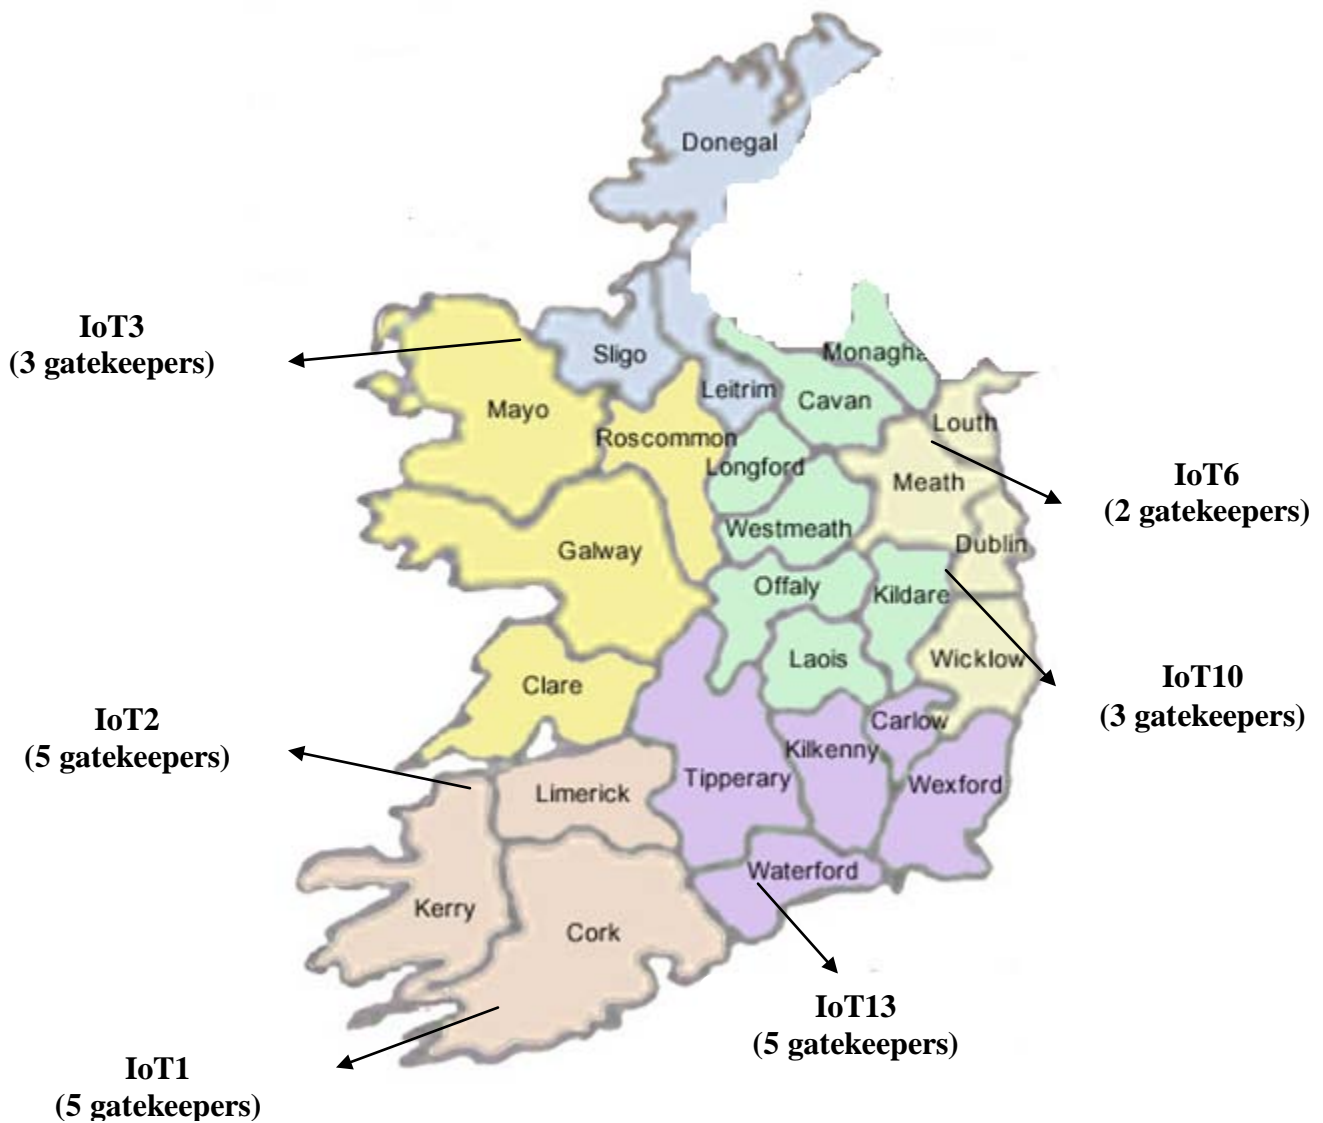 Donegal
IoT3
(3 gatekeepers)
Sligo
Monagha
Leitrim
Cavan
Mayo
Louth
Roscommon
Longford
Meath
IoT6
(2 gatekeepers)
Westmeath
Dublin
Galway
Offaly
Kildare
Laois
Wicklow
Clare
IoT10
(3 gatekeepers)
IoT2
(5 gatekeepers)
Carlow
Kilkenny
Tipperary
Wexford
Limerick
Waterford
Kerry
Cork
IoT13
(5 gatekeepers)
IoT1
(5 gatekeepers)